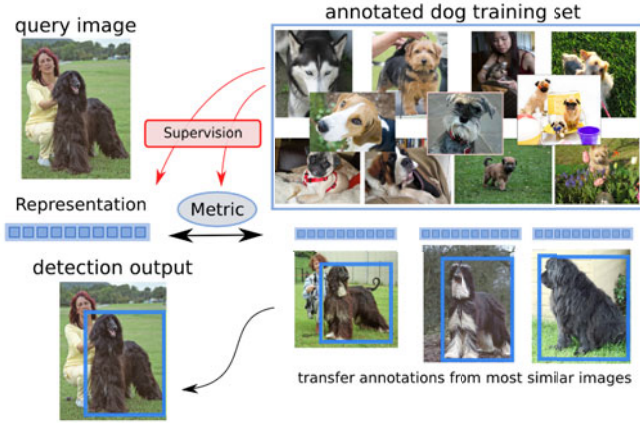 query image
annotated dog training set
Supervision
Representation
Metric
detection output
transfer annotations from most similar images